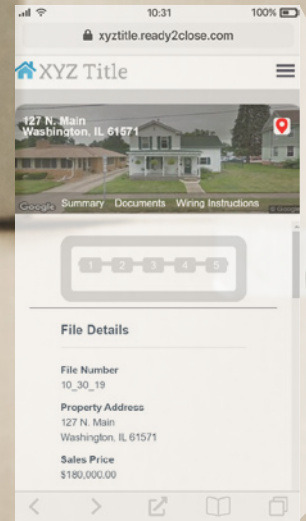 10:31
100%
xyztitle.ready2close.com
XYZ Title
127 N. Main
Washington, IL 61571
Google
Summary Documents Wiring Instructions
1 2 3 4 5
File Details
File Number
10_30_19
Property Address
127 N. Main
Washington, IL 61571
Sales Price
$180,000.00